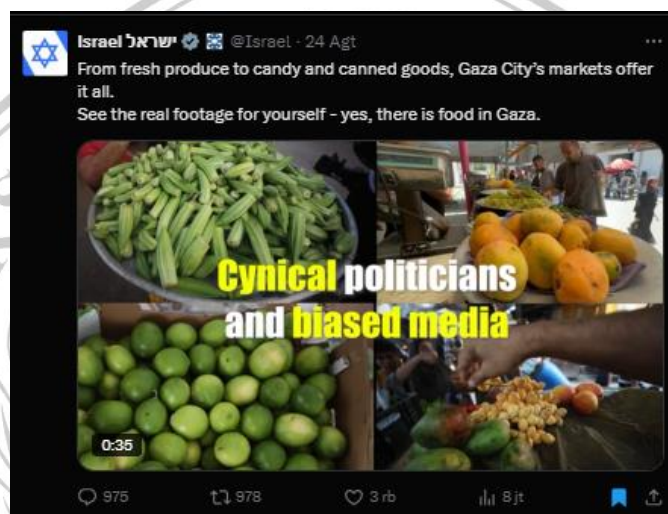 Israel ישראל @Israel · 24 Agt
From fresh produce to candy and canned goods, Gaza City's markets offer
it all.
See the real footage for yourself – yes, there is food in Gaza.
Cynical politicians
and biased media
0:35
975 978 3 rb 8 jt